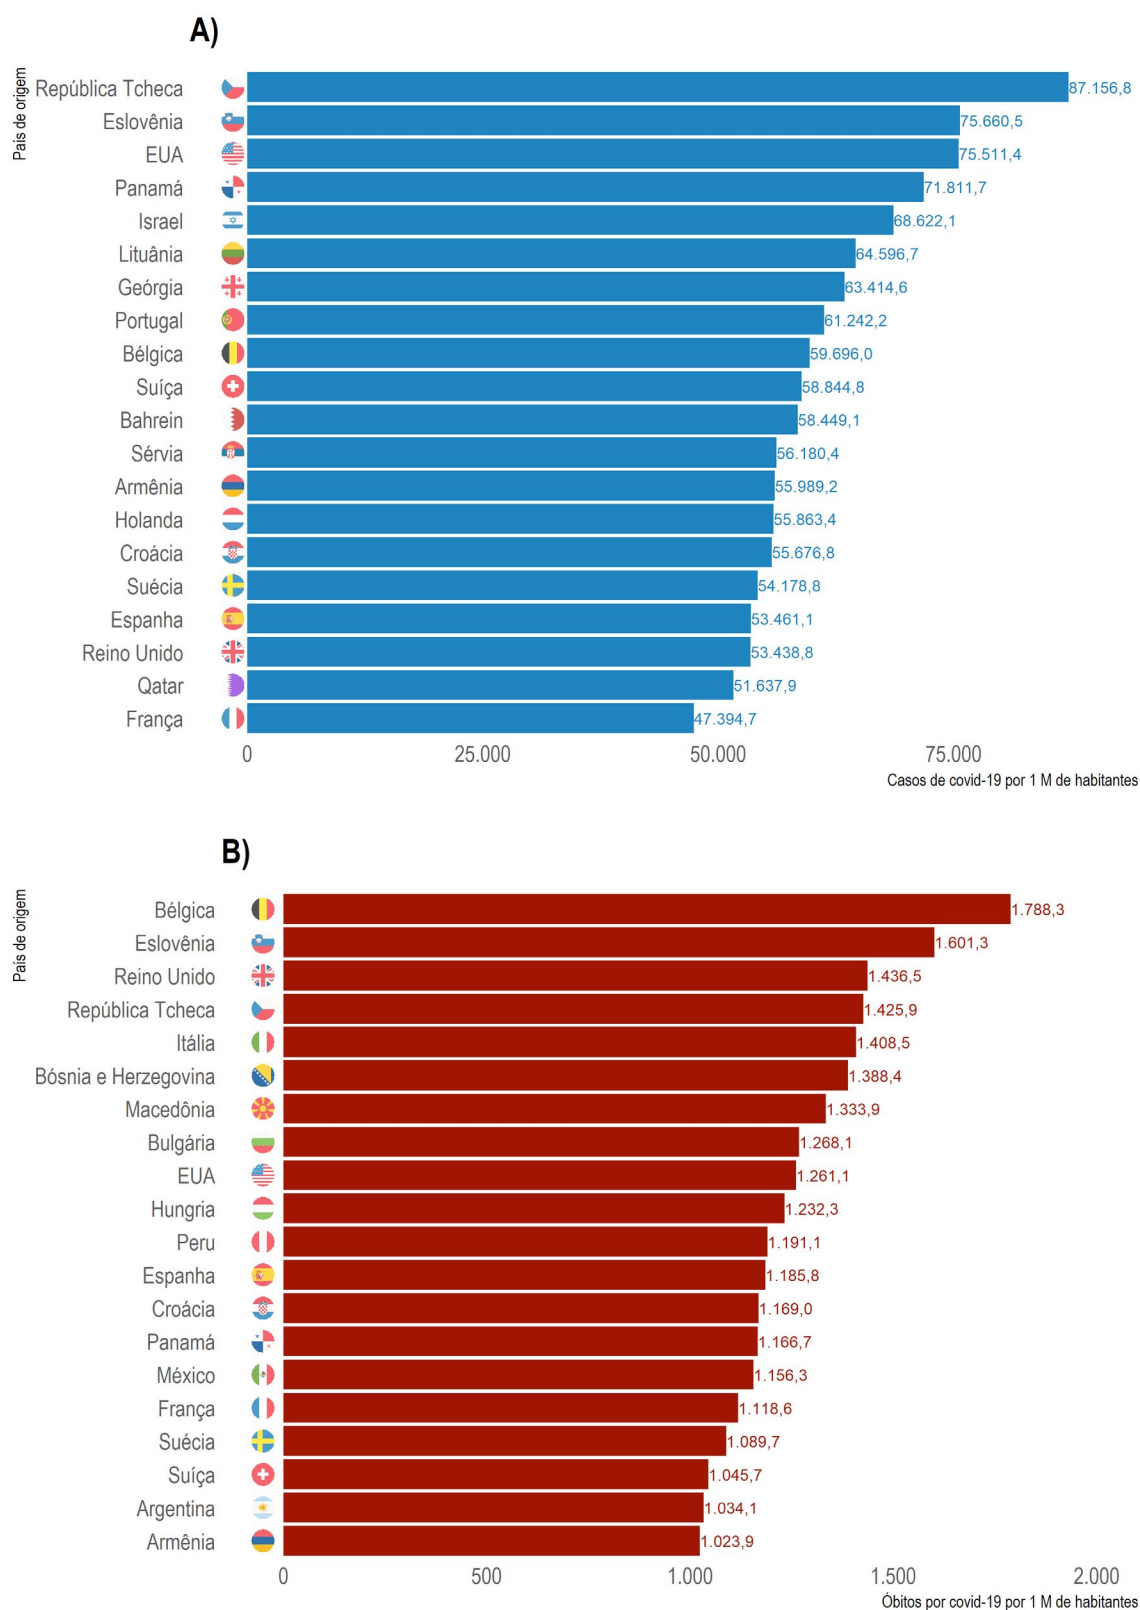 A)
País de origem
República Tcheca 87.156,8
Eslovênia 75.660,5
EUA 75.511,4
Panamá 71.811,7
Israel 68.622,1
Lituânia 64.596,7
Geórgia 63.414,6
Portugal 61.242,2
Bélgica 59.696,0
Suíça 58.844,8
Bahrein 58.449,1
Sérvia 56.180,4
Armênia 55.989,2
Holanda 55.863,4
Croácia 55.676,8
Suécia 54.178,8
Espanha 53.461,1
Reino Unido 53.438,8
Qatar 51.637,9
França 47.394,7
0 25.000 50.000 75.000
Casos de covid-19 por 1 M de habitantes
B)
País de origem
Bélgica 1.788,3
Eslovênia 1.601,3
Reino Unido 1.436,5
República Tcheca 1.425,9
Itália 1.408,5
Bósnia e Herzegovina 1.388,4
Macedônia 1.333,9
Bulgária 1.268,1
EUA 1.261,1
Hungria 1.232,3
Peru 1.191,1
Espanha 1.185,8
Croácia 1.169,0
Panamá 1.166,7
México 1.156,3
França 1.118,6
Suécia 1.089,7
Suíça 1.045,7
Argentina 1.034,1
Armênia 1.023,9
0 500 1.000 1.500 2.000
Óbitos por covid-19 por 1 M de habitantes